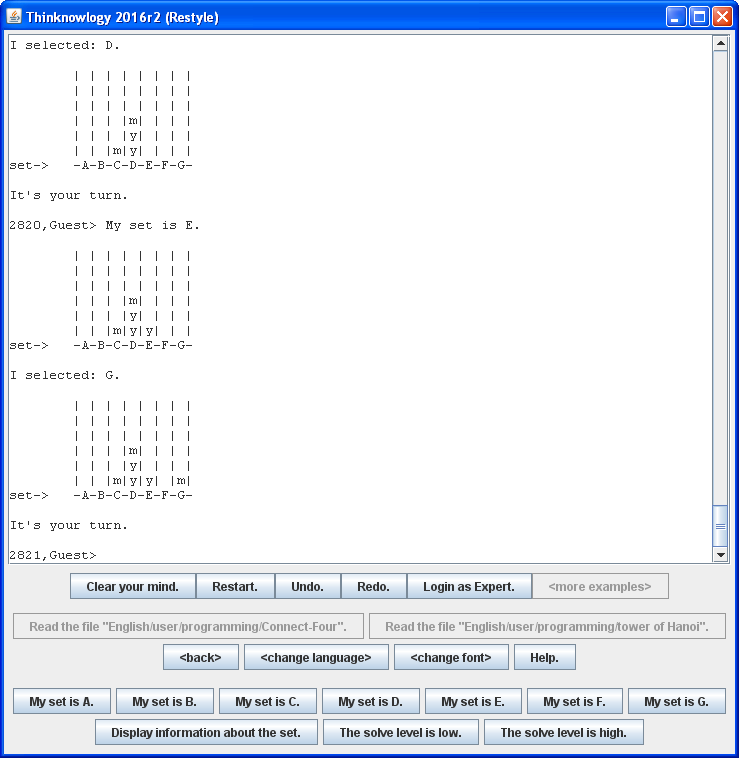 Thinknowlogy 2016r2 (Restyle)
I selected: D.
        | | | | | | | |
        | | | | | | | |
        | | | | | | | |
        | | | |m| | | |
        | | | |y| | | |
        | | |m|y| | | |
set->   -A-B-C-D-E-F-G-
It's your turn.
2820,Guest> My set is E.
        | | | | | | | |
        | | | | | | | |
        | | | | | | | |
        | | | |m| | | |
        | | | |y| | | |
        | | |m|y|y| | |
set->   -A-B-C-D-E-F-G-
I selected: G.
        | | | | | | | |
        | | | | | | | |
        | | | | | | | |
        | | | |m| | | |
        | | | |y| | | |
        | | |m|y|y| |m|
set->   -A-B-C-D-E-F-G-
It's your turn.
2821,Guest>
Clear your mind. Restart. Undo. Redo. Login as Expert. <more examples>
Read the file "English/user/programming/Connect-Four". Read the file "English/user/programming/tower of Hanoi".
<back> <change language> <change font> Help.
My set is A. My set is B. My set is C. My set is D. My set is E. My set is F. My set is G.
Display information about the set. The solve level is low. The solve level is high.